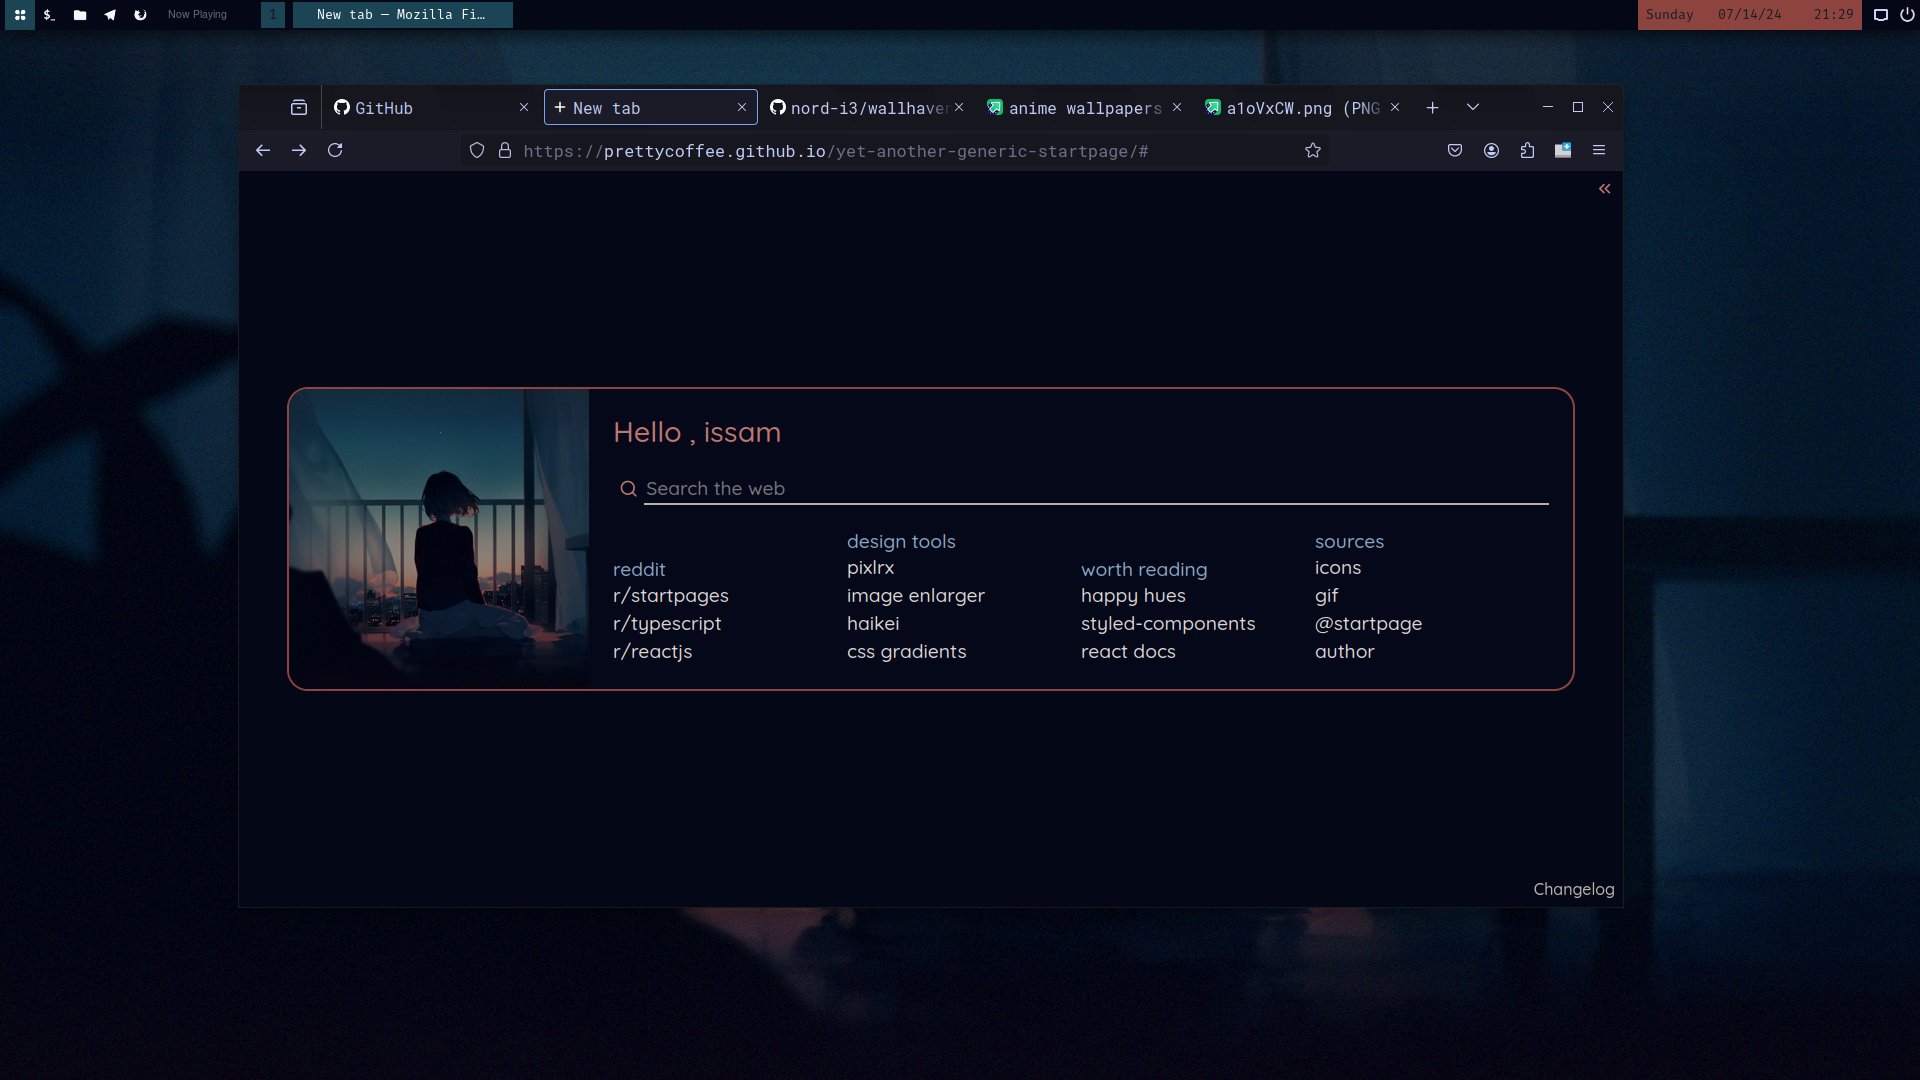 $_ Now Playing 1 New tab — Mozilla Fi… Sunday 07/14/24 21:29
GitHub New tab nord-i3/wallhaven anime wallpapers a1oVxCW.png (PNG
https://prettycoffee.github.io/yet-another-generic-startpage/#
Hello , issam
Search the web
reddit
r/startpages
r/typescript
r/reactjs
design tools
pixlrx
image enlarger
haikei
css gradients
worth reading
happy hues
styled-components
react docs
sources
icons
gif
@startpage
author
Changelog